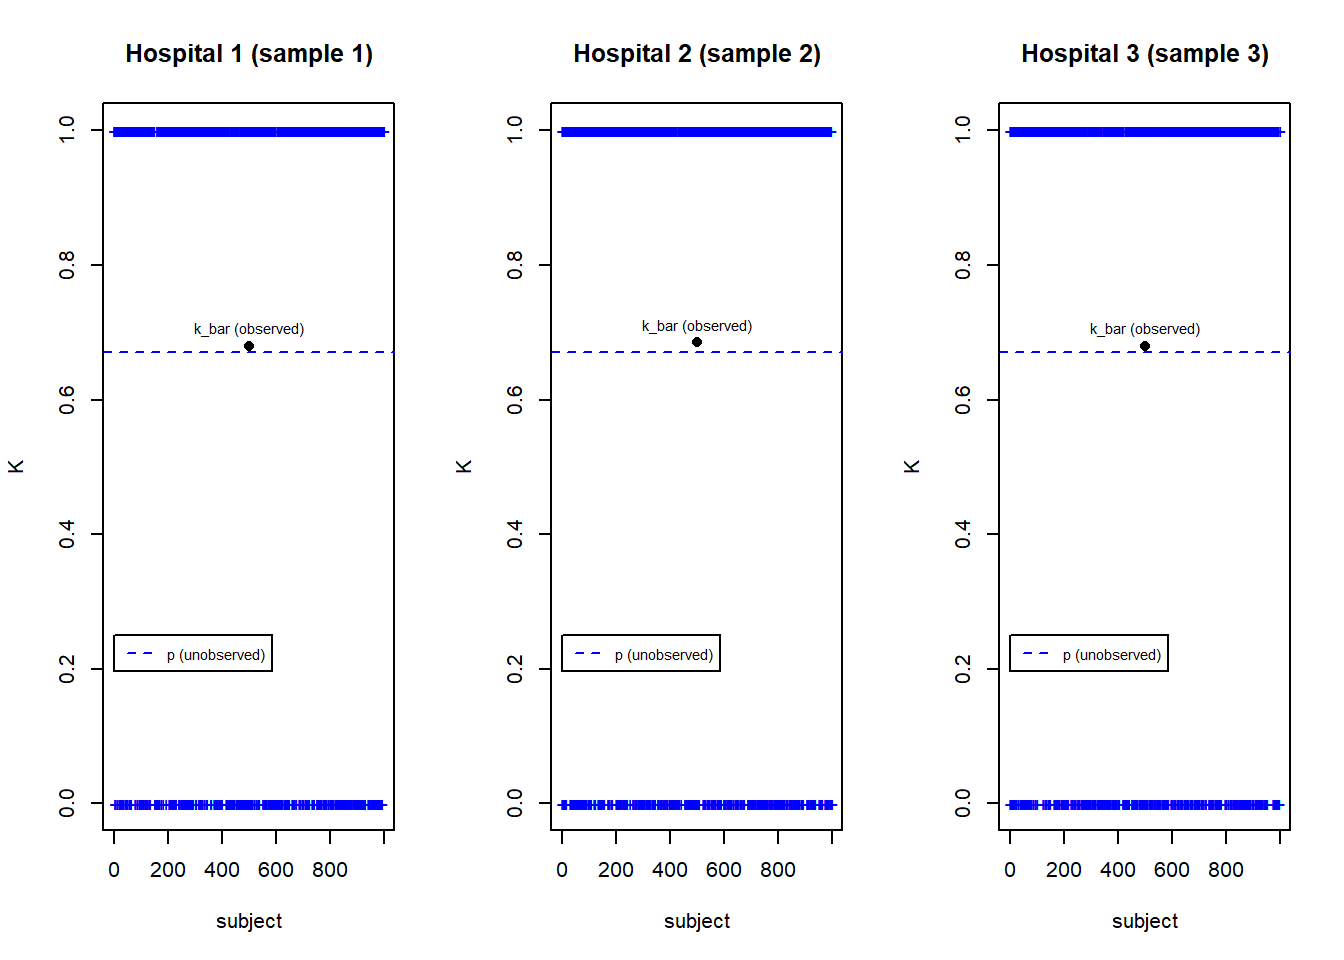 Hospital 1 (sample 1)
1.0
0.8
0.6
0.4
0.2
0.0
K
k_bar (observed)
p (unobserved)
0 200 400 600 800
subject
Hospital 2 (sample 2)
1.0
0.8
0.6
0.4
0.2
0.0
K
k_bar (observed)
p (unobserved)
0 200 400 600 800
subject
Hospital 3 (sample 3)
1.0
0.8
0.6
0.4
0.2
0.0
K
k_bar (observed)
p (unobserved)
0 200 400 600 800
subject